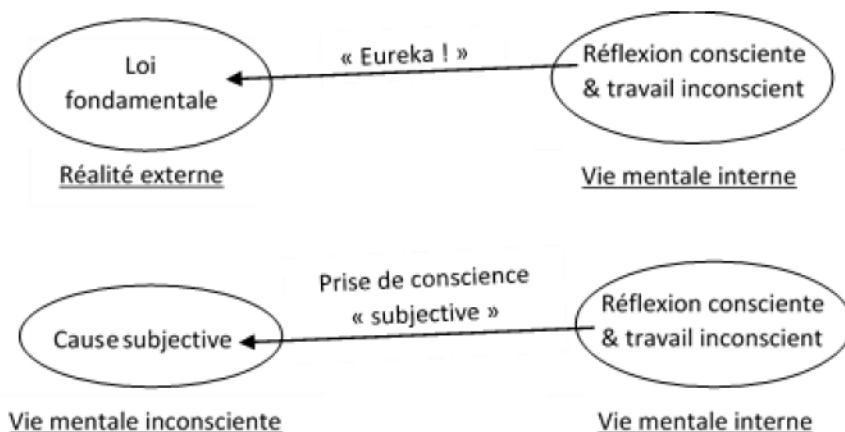 Loi
fondamentale
« Eureka ! »
Réflexion consciente
& travail inconscient
Réalité externe
Vie mentale interne
Cause subjective
Prise de conscience
« subjective »
Réflexion consciente
& travail inconscient
Vie mentale inconsciente
Vie mentale interne